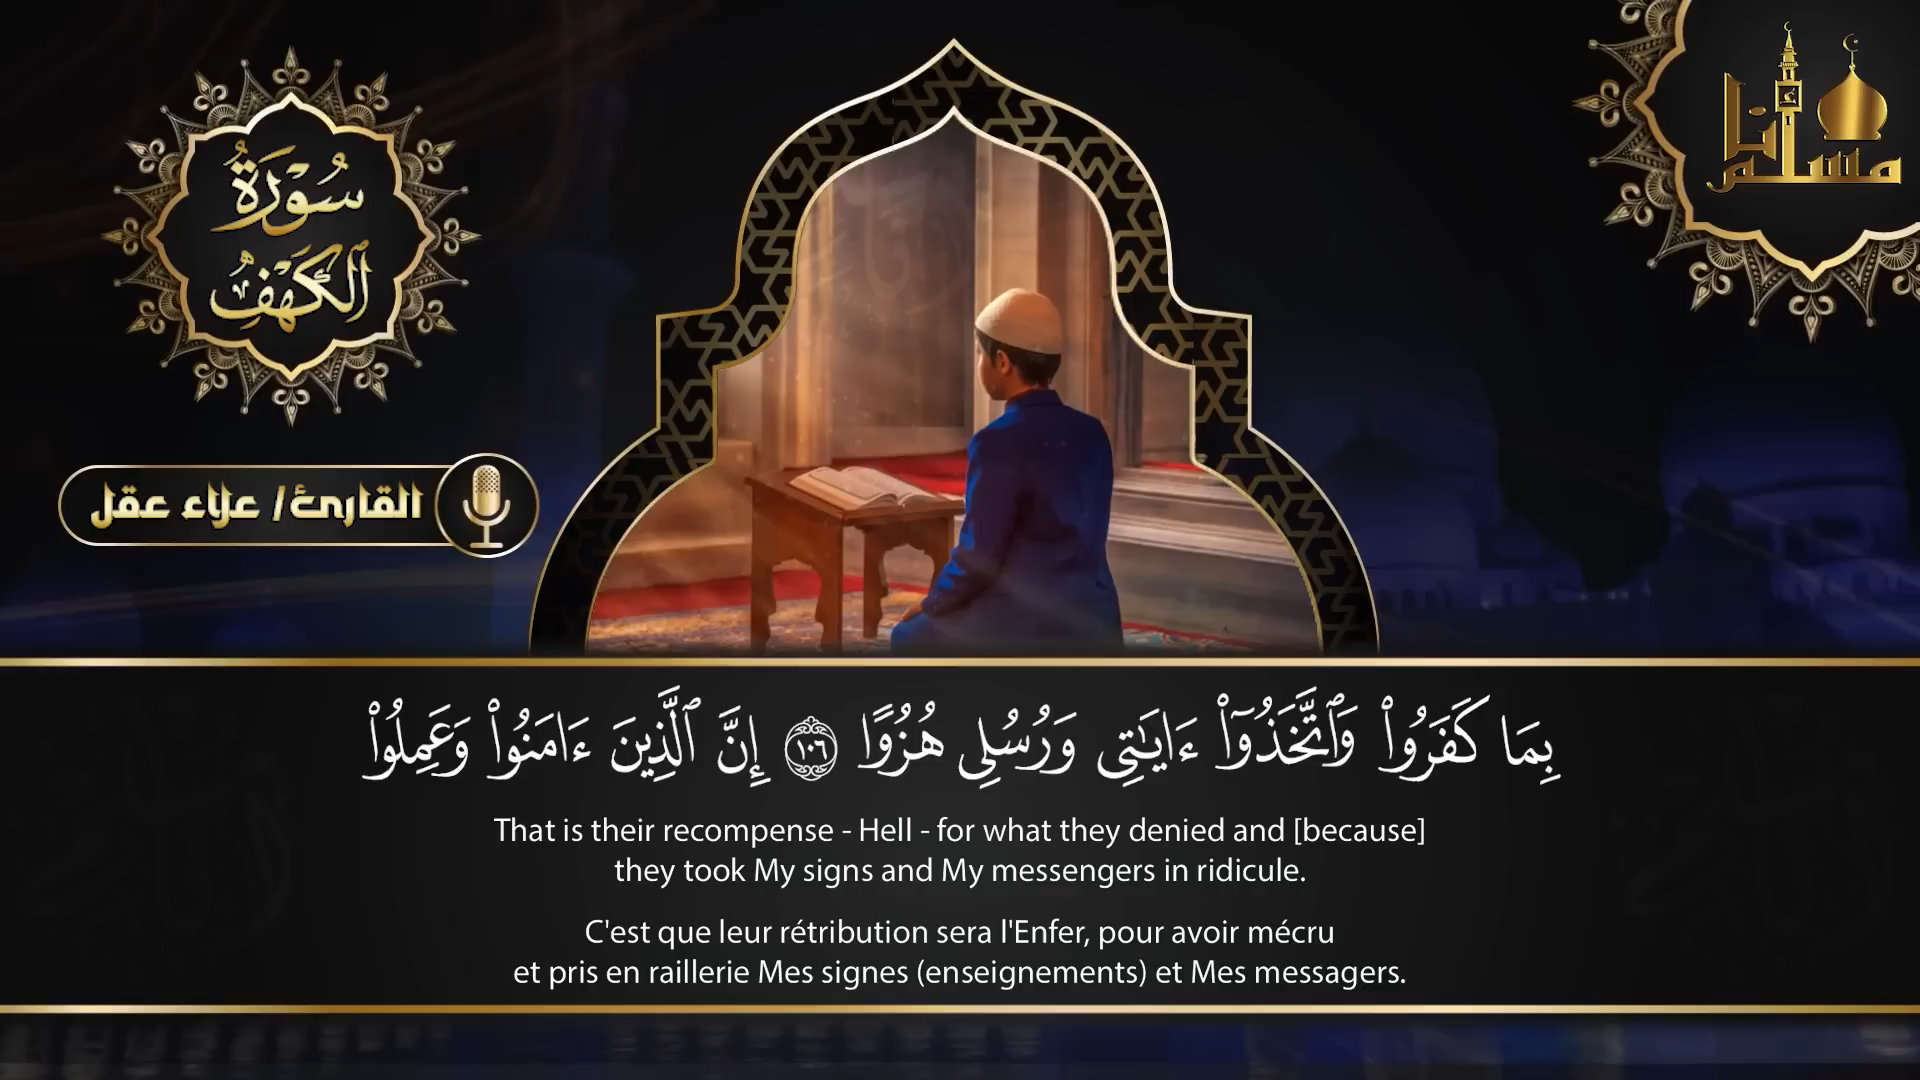 سُورَةُ
الكَهْفِ
أنا مسلم
القارئ / علاء عقل
بِمَا كَفَرُوا۟ وَٱتَّخَذُوٓا۟ ءَايَـٰتِى وَرُسُلِى هُزُوًا ١٠٦ إِنَّ ٱلَّذِينَ ءَامَنُوا۟ وَعَمِلُوا۟
That is their recompense - Hell - for what they denied and [because]
they took My signs and My messengers in ridicule.
C'est que leur rétribution sera l'Enfer, pour avoir mécru
et pris en raillerie Mes signes (enseignements) et Mes messagers.